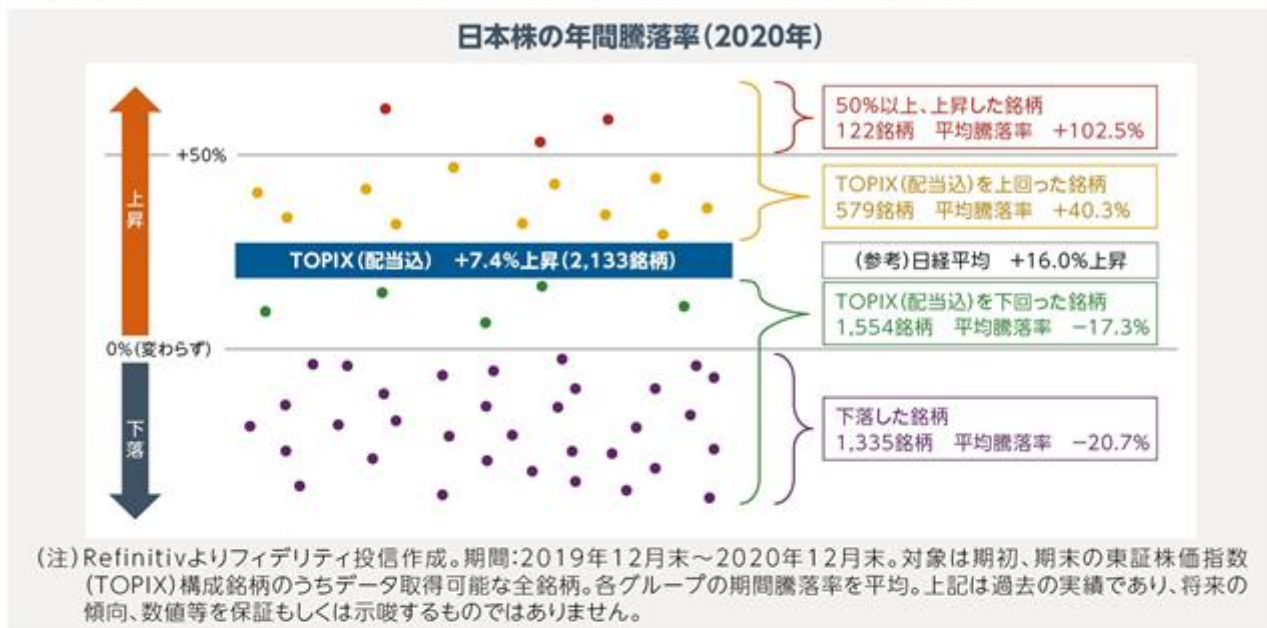 日本株の年間騰落率(2020年)
50%以上、上昇した銘柄
122銘柄 平均騰落率 +102.5%
+50%
上昇
TOPIX(配当込)を上回った銘柄
579銘柄 平均騰落率 +40.3%
TOPIX(配当込) +7.4%上昇(2,133銘柄)
(参考)日経平均 +16.0%上昇
TOPIX(配当込)を下回った銘柄
1,554銘柄 平均騰落率 −17.3%
0%(変わらず)
下落
下落した銘柄
1,335銘柄 平均騰落率 −20.7%
(注)Refinitivよりフィデリティ投信作成。期間:2019年12月末~2020年12月末。対象は期初、期末の東証株価指数
(TOPIX)構成銘柄のうちデータ取得可能な全銘柄。各グループの期間騰落率を平均。上記は過去の実績であり、将来の
傾向、数値等を保証もしくは示唆するものではありません。